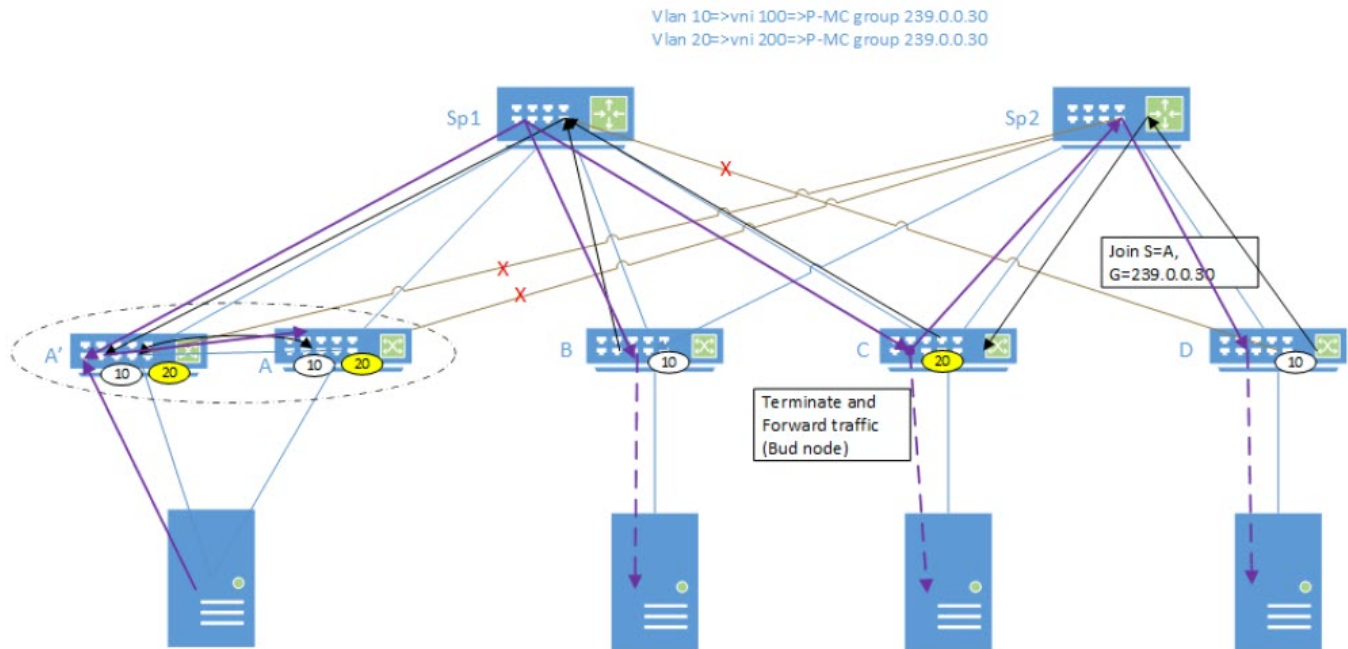 Vlan 10=>vni 100=>P-MC group 239.0.0.30
Vlan 20=>vni 200=>P-MC group 239.0.0.30
Sp1
Sp2
X
X
X
Join S=A,
G=239.0.0.30
A'
10
20
A
10
20
B
10
C
20
D
10
Terminate and
Forward traffic
(Bud node)